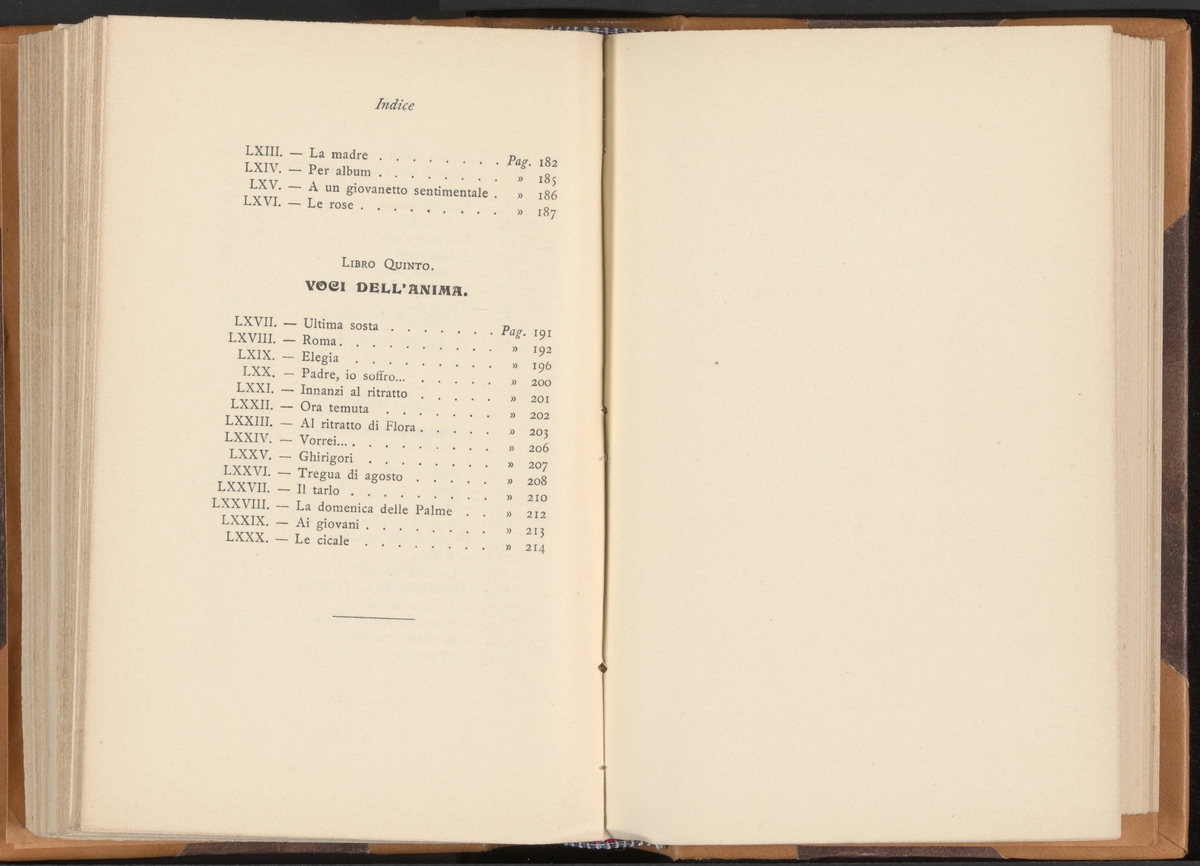 Indice
LXIII. — La madre . . . . . . . . Pag. 182
LXIV. — Per album . . . . . . . . » 185
LXV. — A un giovanetto sentimentale . » 186
LXVI. — Le rose . . . . . . . . . » 187
Libro Quinto.
VOCI DELL'ANIMA.
LXVII. — Ultima sosta . . . . . . . Pag. 191
LXVIII. — Roma . . . . . . . . . . » 192
LXIX. — Elegia . . . . . . . . . » 196
LXX. — Padre, io soffro... . . . . . » 200
LXXI. — Innanzi al ritratto . . . . . » 201
LXXII. — Ora temuta . . . . . . . » 202
LXXIII. — Al ritratto di Flora . . . . . » 203
LXXIV. — Vorrei... . . . . . . . . . » 206
LXXV. — Ghirigori . . . . . . . . » 207
LXXVI. — Tregua di agosto . . . . . » 208
LXXVII. — Il tarlo . . . . . . . . . » 210
LXXVIII. — La domenica delle Palme . . » 212
LXXIX. — Ai giovani . . . . . . . . » 213
LXXX. — Le cicale . . . . . . . . » 214